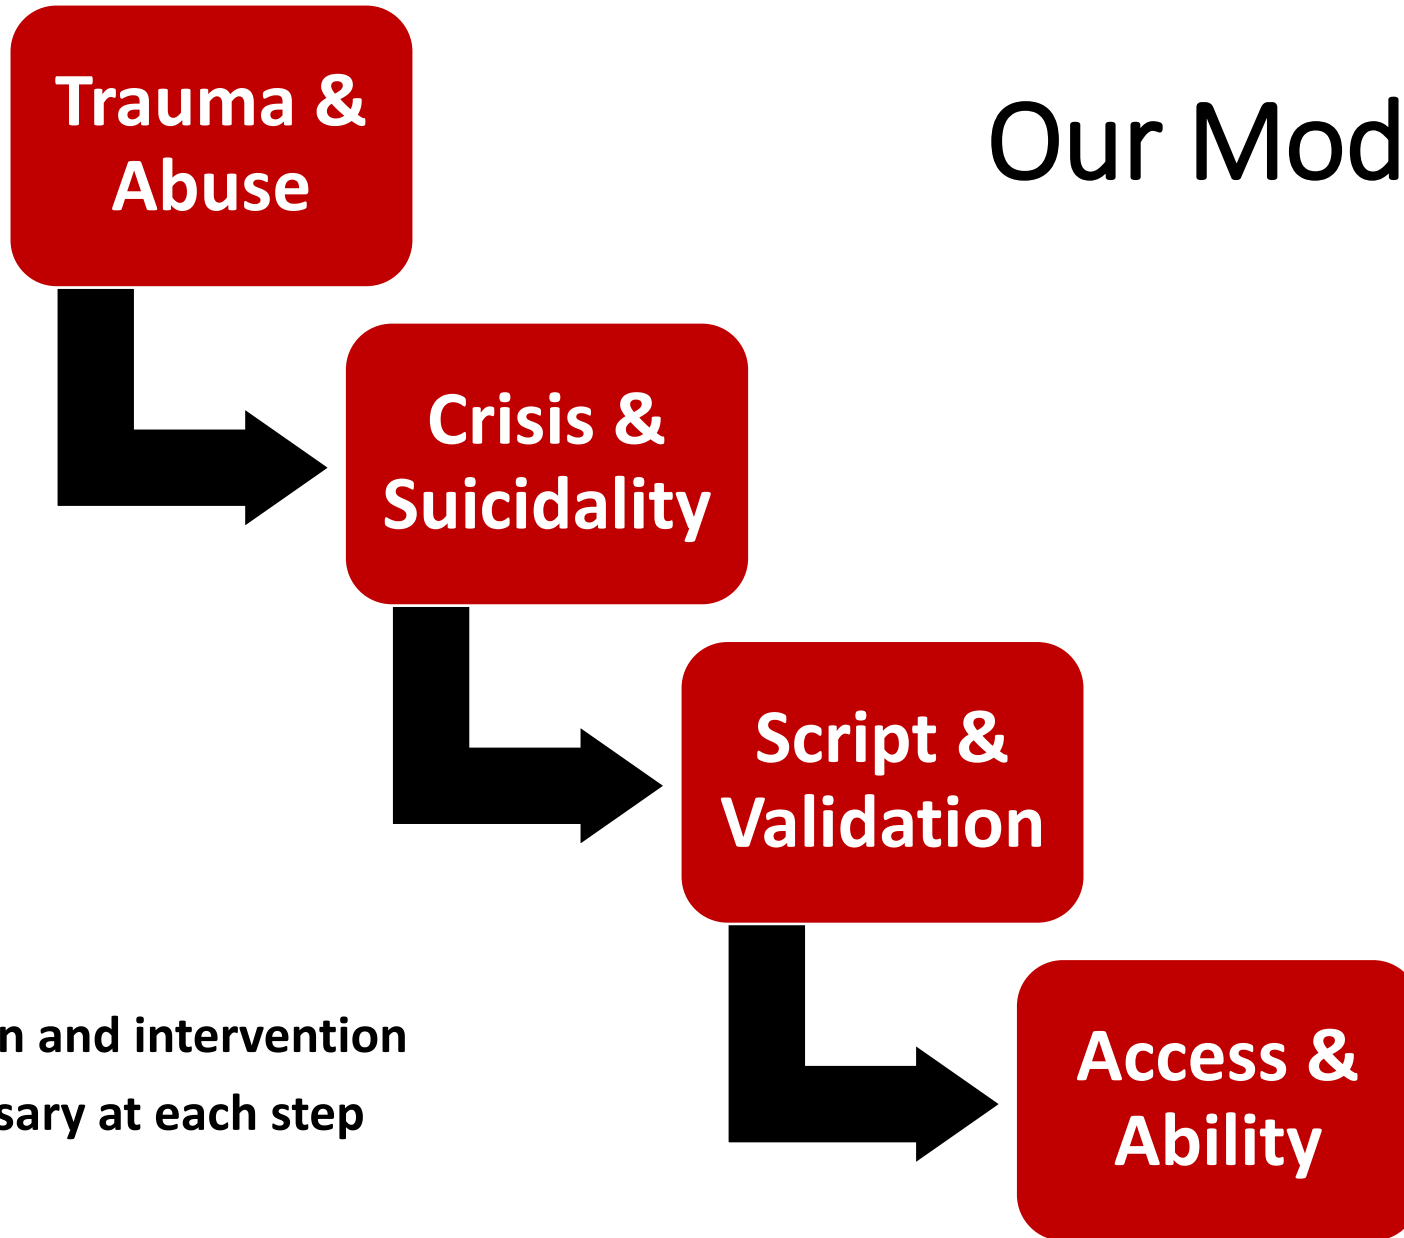 Trauma &
Abuse
Our Mod
Crisis &
Suicidality
Script &
Validation
n and intervention
sary at each step
Access &
Ability